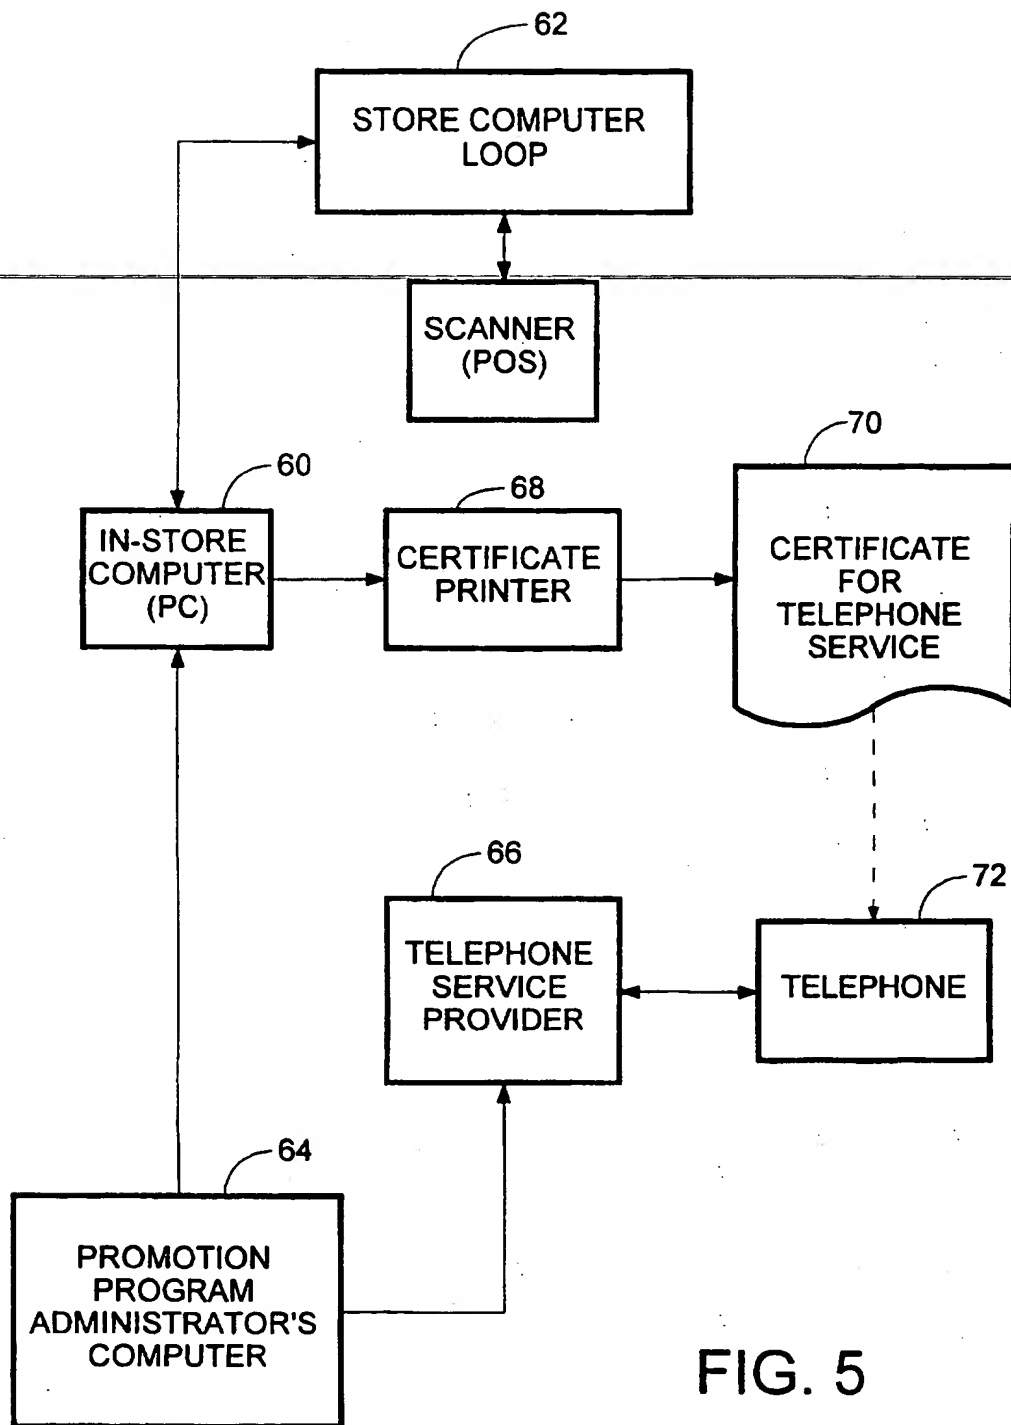 62
STORE COMPUTER
LOOP
SCANNER
(POS)
60
IN-STORE
COMPUTER
(PC)
68
CERTIFICATE
PRINTER
70
CERTIFICATE
FOR
TELEPHONE
SERVICE
66
TELEPHONE
SERVICE
PROVIDER
72
TELEPHONE
64
PROMOTION
PROGRAM
ADMINISTRATOR'S
COMPUTER
FIG. 5